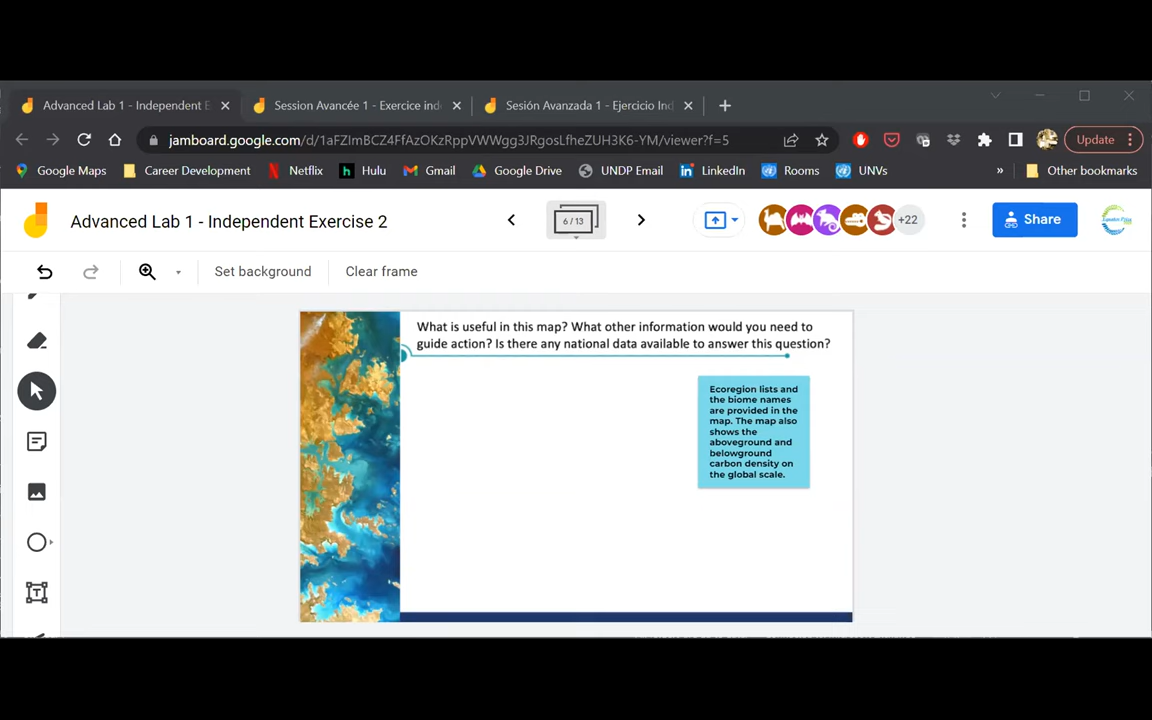 Advanced Lab 1 - Independent E
Session Avancée 1 - Exercice ind
Sesión Avanzada 1 - Ejercicio Ind
jamboard.google.com/d/1aFZImBCZ4FfAzOKzRppVWWgg3JRgosLfheZUH3K6-YM/viewer?f=5
Update
Google Maps
Career Development
Netflix
h Hulu
Gmail
Google Drive
UNDP Email
in LinkedIn
Rooms
UNVs
»
Other bookmarks
Advanced Lab 1 - Independent Exercise 2
6 / 13
+22
Share
Set background
Clear frame
What is useful in this map? What other information would you need to
guide action? Is there any national data available to answer this question?
Ecoregion lists and
the biome names
are provided in the
map. The map also
shows the
aboveground and
belowground
carbon density on
the global scale.